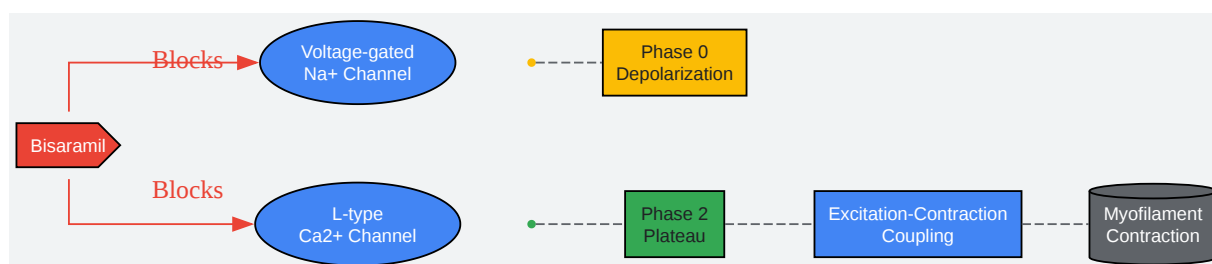 Blocks
Voltage-gated
Na+ Channel
Phase 0
Depolarization
Bisaramil
Blocks
L-type
Ca2+ Channel
Phase 2
Plateau
Excitation-Contraction
Coupling
Myofilament
Contraction